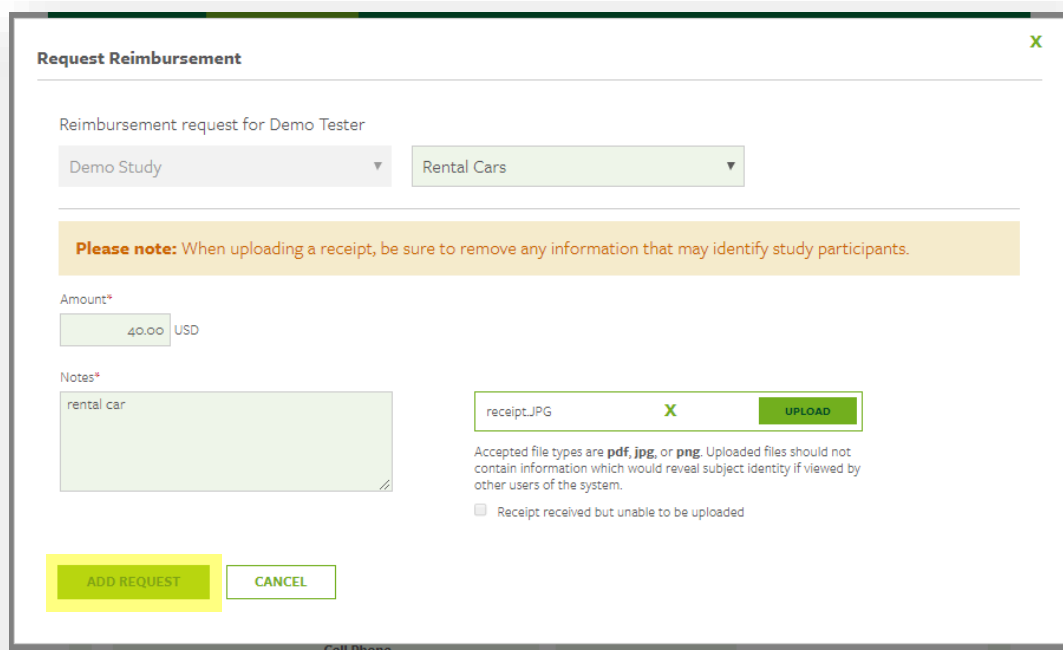 X
Request Reimbursement
Reimbursement request for Demo Tester
Demo Study ▼ Rental Cars ▼
Please note: When uploading a receipt, be sure to remove any information that may identify study participants.
Amount*
40.00 USD
Notes*
rental car
receipt.JPG X UPLOAD
Accepted file types are pdf, jpg, or png. Uploaded files should not
contain information which would reveal subject identity if viewed by
other users of the system.
Receipt received but unable to be uploaded
ADD REQUEST CANCEL
Cell Phone